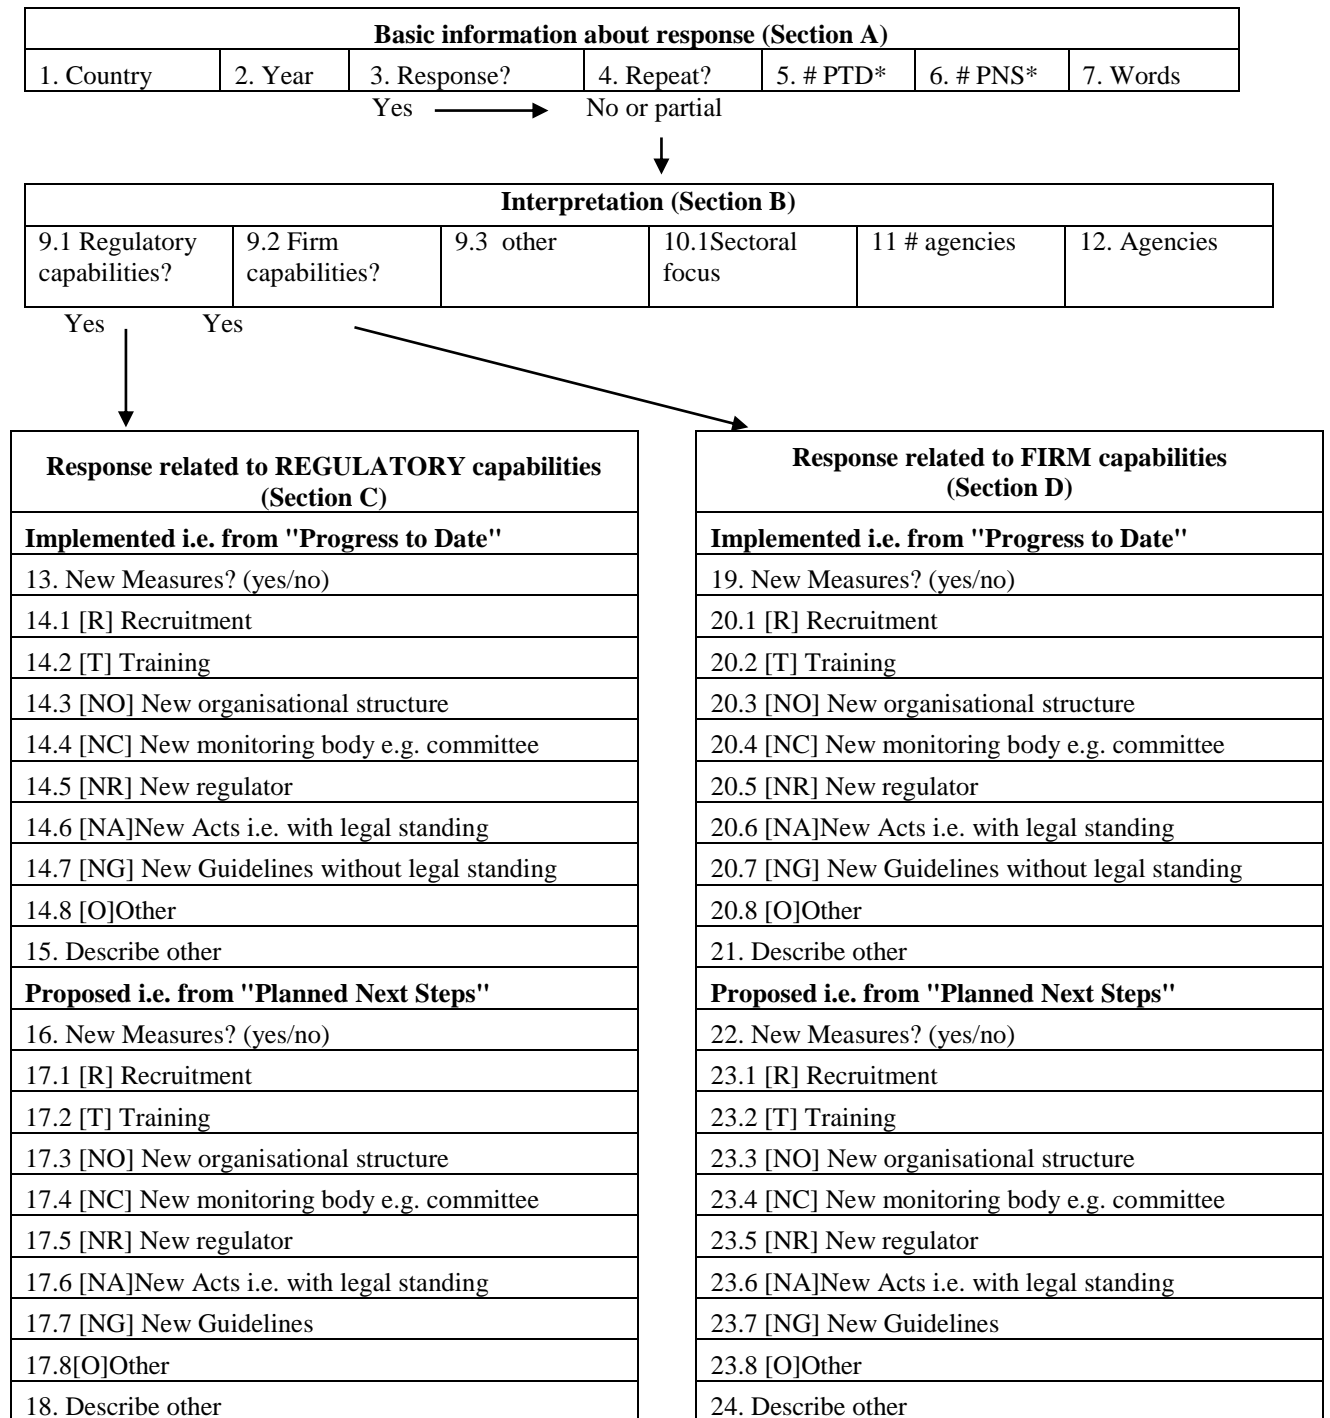 Basic information about response (Section A)
1. Country
2. Year
3. Response?
4. Repeat?
5. # PTD*
6. # PNS*
7. Words
Yes
No or partial
Interpretation (Section B)
9.1 Regulatory
capabilities?
9.2 Firm
capabilities?
9.3 other
10.1Sectoral
focus
11 # agencies
12. Agencies
Yes
Yes
Response related to REGULATORY capabilities
(Section C)
Implemented i.e. from "Progress to Date"
13. New Measures? (yes/no)
14.1 [R] Recruitment
14.2 [T] Training
14.3 [NO] New organisational structure
14.4 [NC] New monitoring body e.g. committee
14.5 [NR] New regulator
14.6 [NA]New Acts i.e. with legal standing
14.7 [NG] New Guidelines without legal standing
14.8 [O]Other
15. Describe other
Proposed i.e. from "Planned Next Steps"
16. New Measures? (yes/no)
17.1 [R] Recruitment
17.2 [T] Training
17.3 [NO] New organisational structure
17.4 [NC] New monitoring body e.g. committee
17.5 [NR] New regulator
17.6 [NA]New Acts i.e. with legal standing
17.7 [NG] New Guidelines
17.8[O]Other
18. Describe other
Response related to FIRM capabilities
(Section D)
Implemented i.e. from "Progress to Date"
19. New Measures? (yes/no)
20.1 [R] Recruitment
20.2 [T] Training
20.3 [NO] New organisational structure
20.4 [NC] New monitoring body e.g. committee
20.5 [NR] New regulator
20.6 [NA]New Acts i.e. with legal standing
20.7 [NG] New Guidelines without legal standing
20.8 [O]Other
21. Describe other
Proposed i.e. from "Planned Next Steps"
22. New Measures? (yes/no)
23.1 [R] Recruitment
23.2 [T] Training
23.3 [NO] New organisational structure
23.4 [NC] New monitoring body e.g. committee
23.5 [NR] New regulator
23.6 [NA]New Acts i.e. with legal standing
23.7 [NG] New Guidelines
23.8 [O]Other
24. Describe other